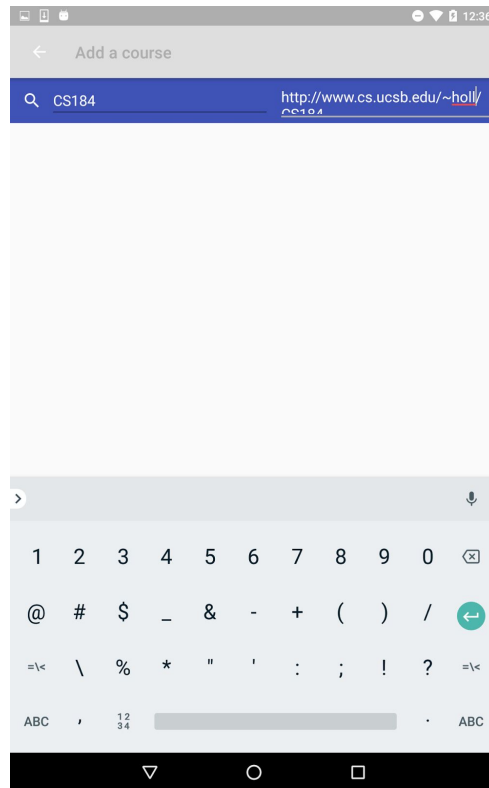 12:36
Add a course
CS184
http://www.cs.ucsb.edu/~holl/
CS184
1 2 3 4 5 6 7 8 9 0
@ # $ _ & - + ( ) /
=\< \ % * " ' : ; ! ? =\<
ABC , 12 34 . ABC